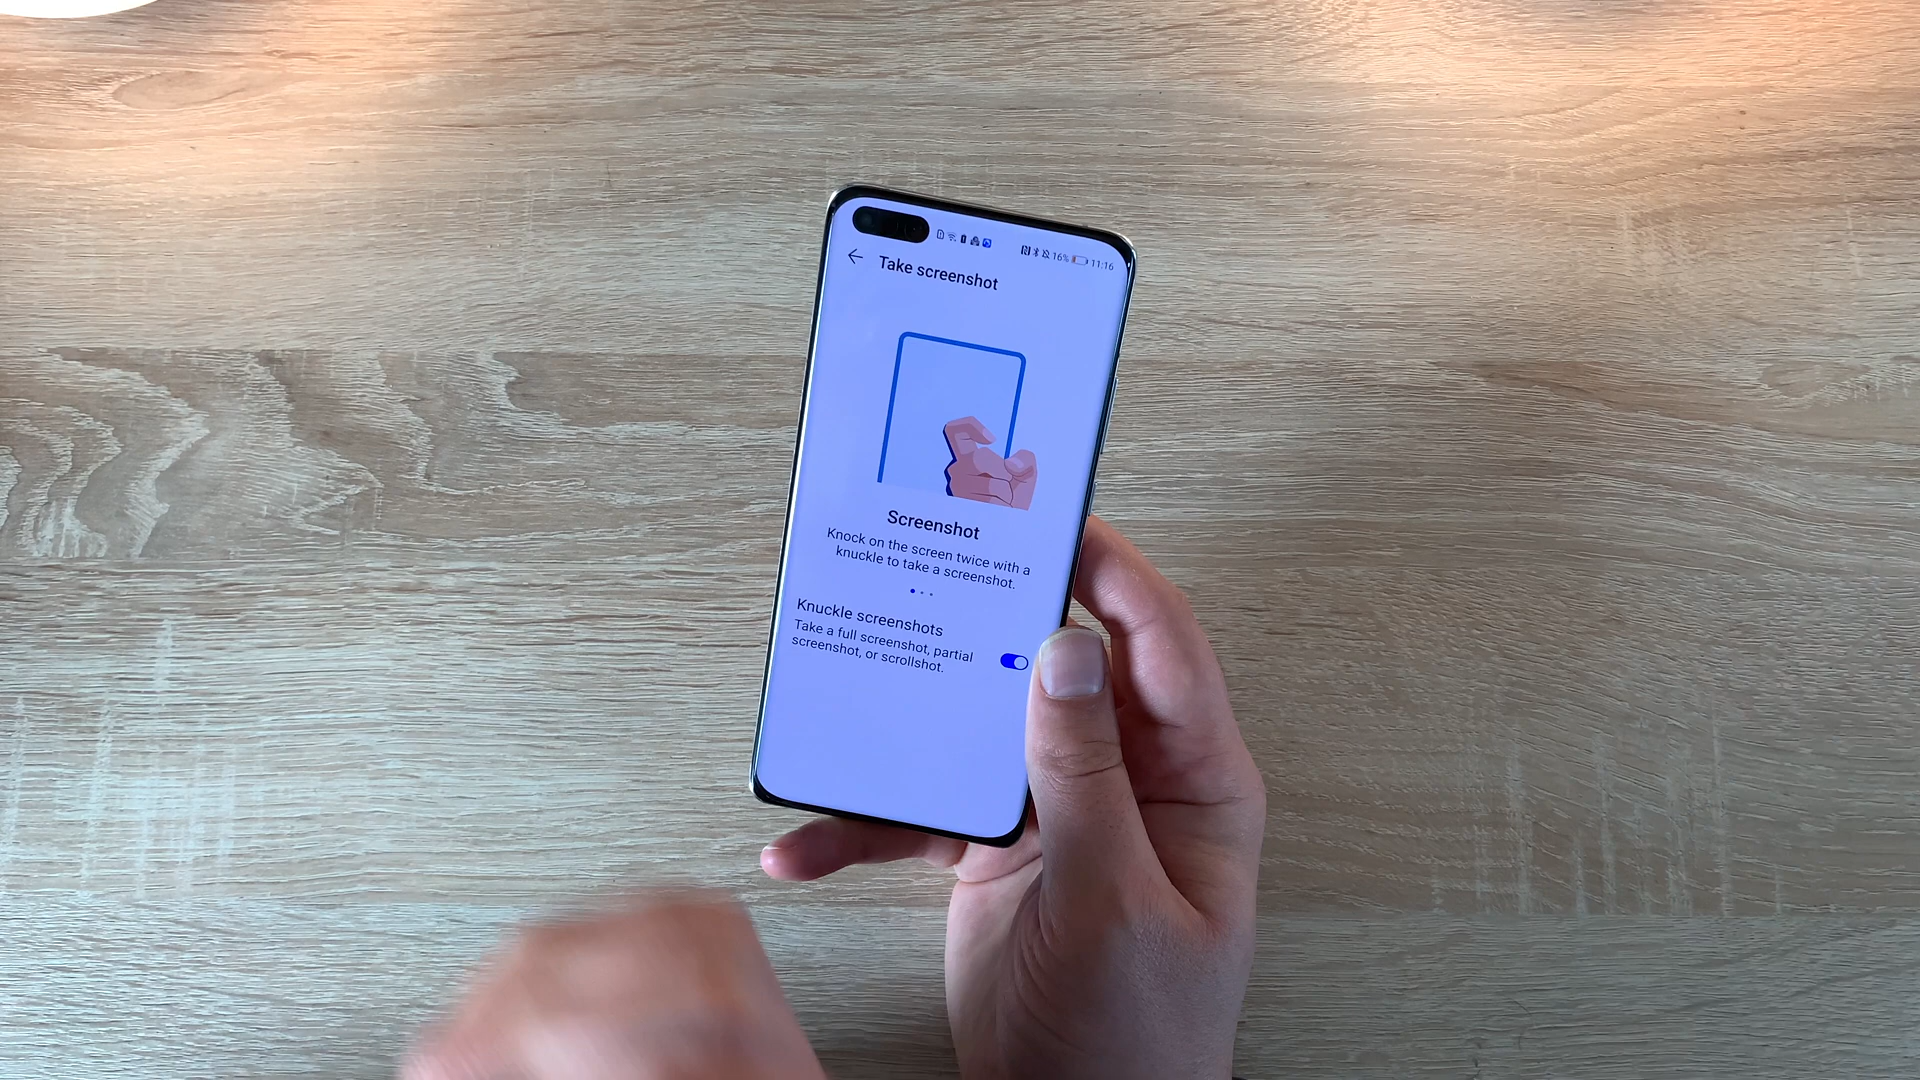 16% 11:16
Take screenshot
Screenshot
Knock on the screen twice with a
knuckle to take a screenshot.
Knuckle screenshots
Take a full screenshot, partial
screenshot, or scrollshot.